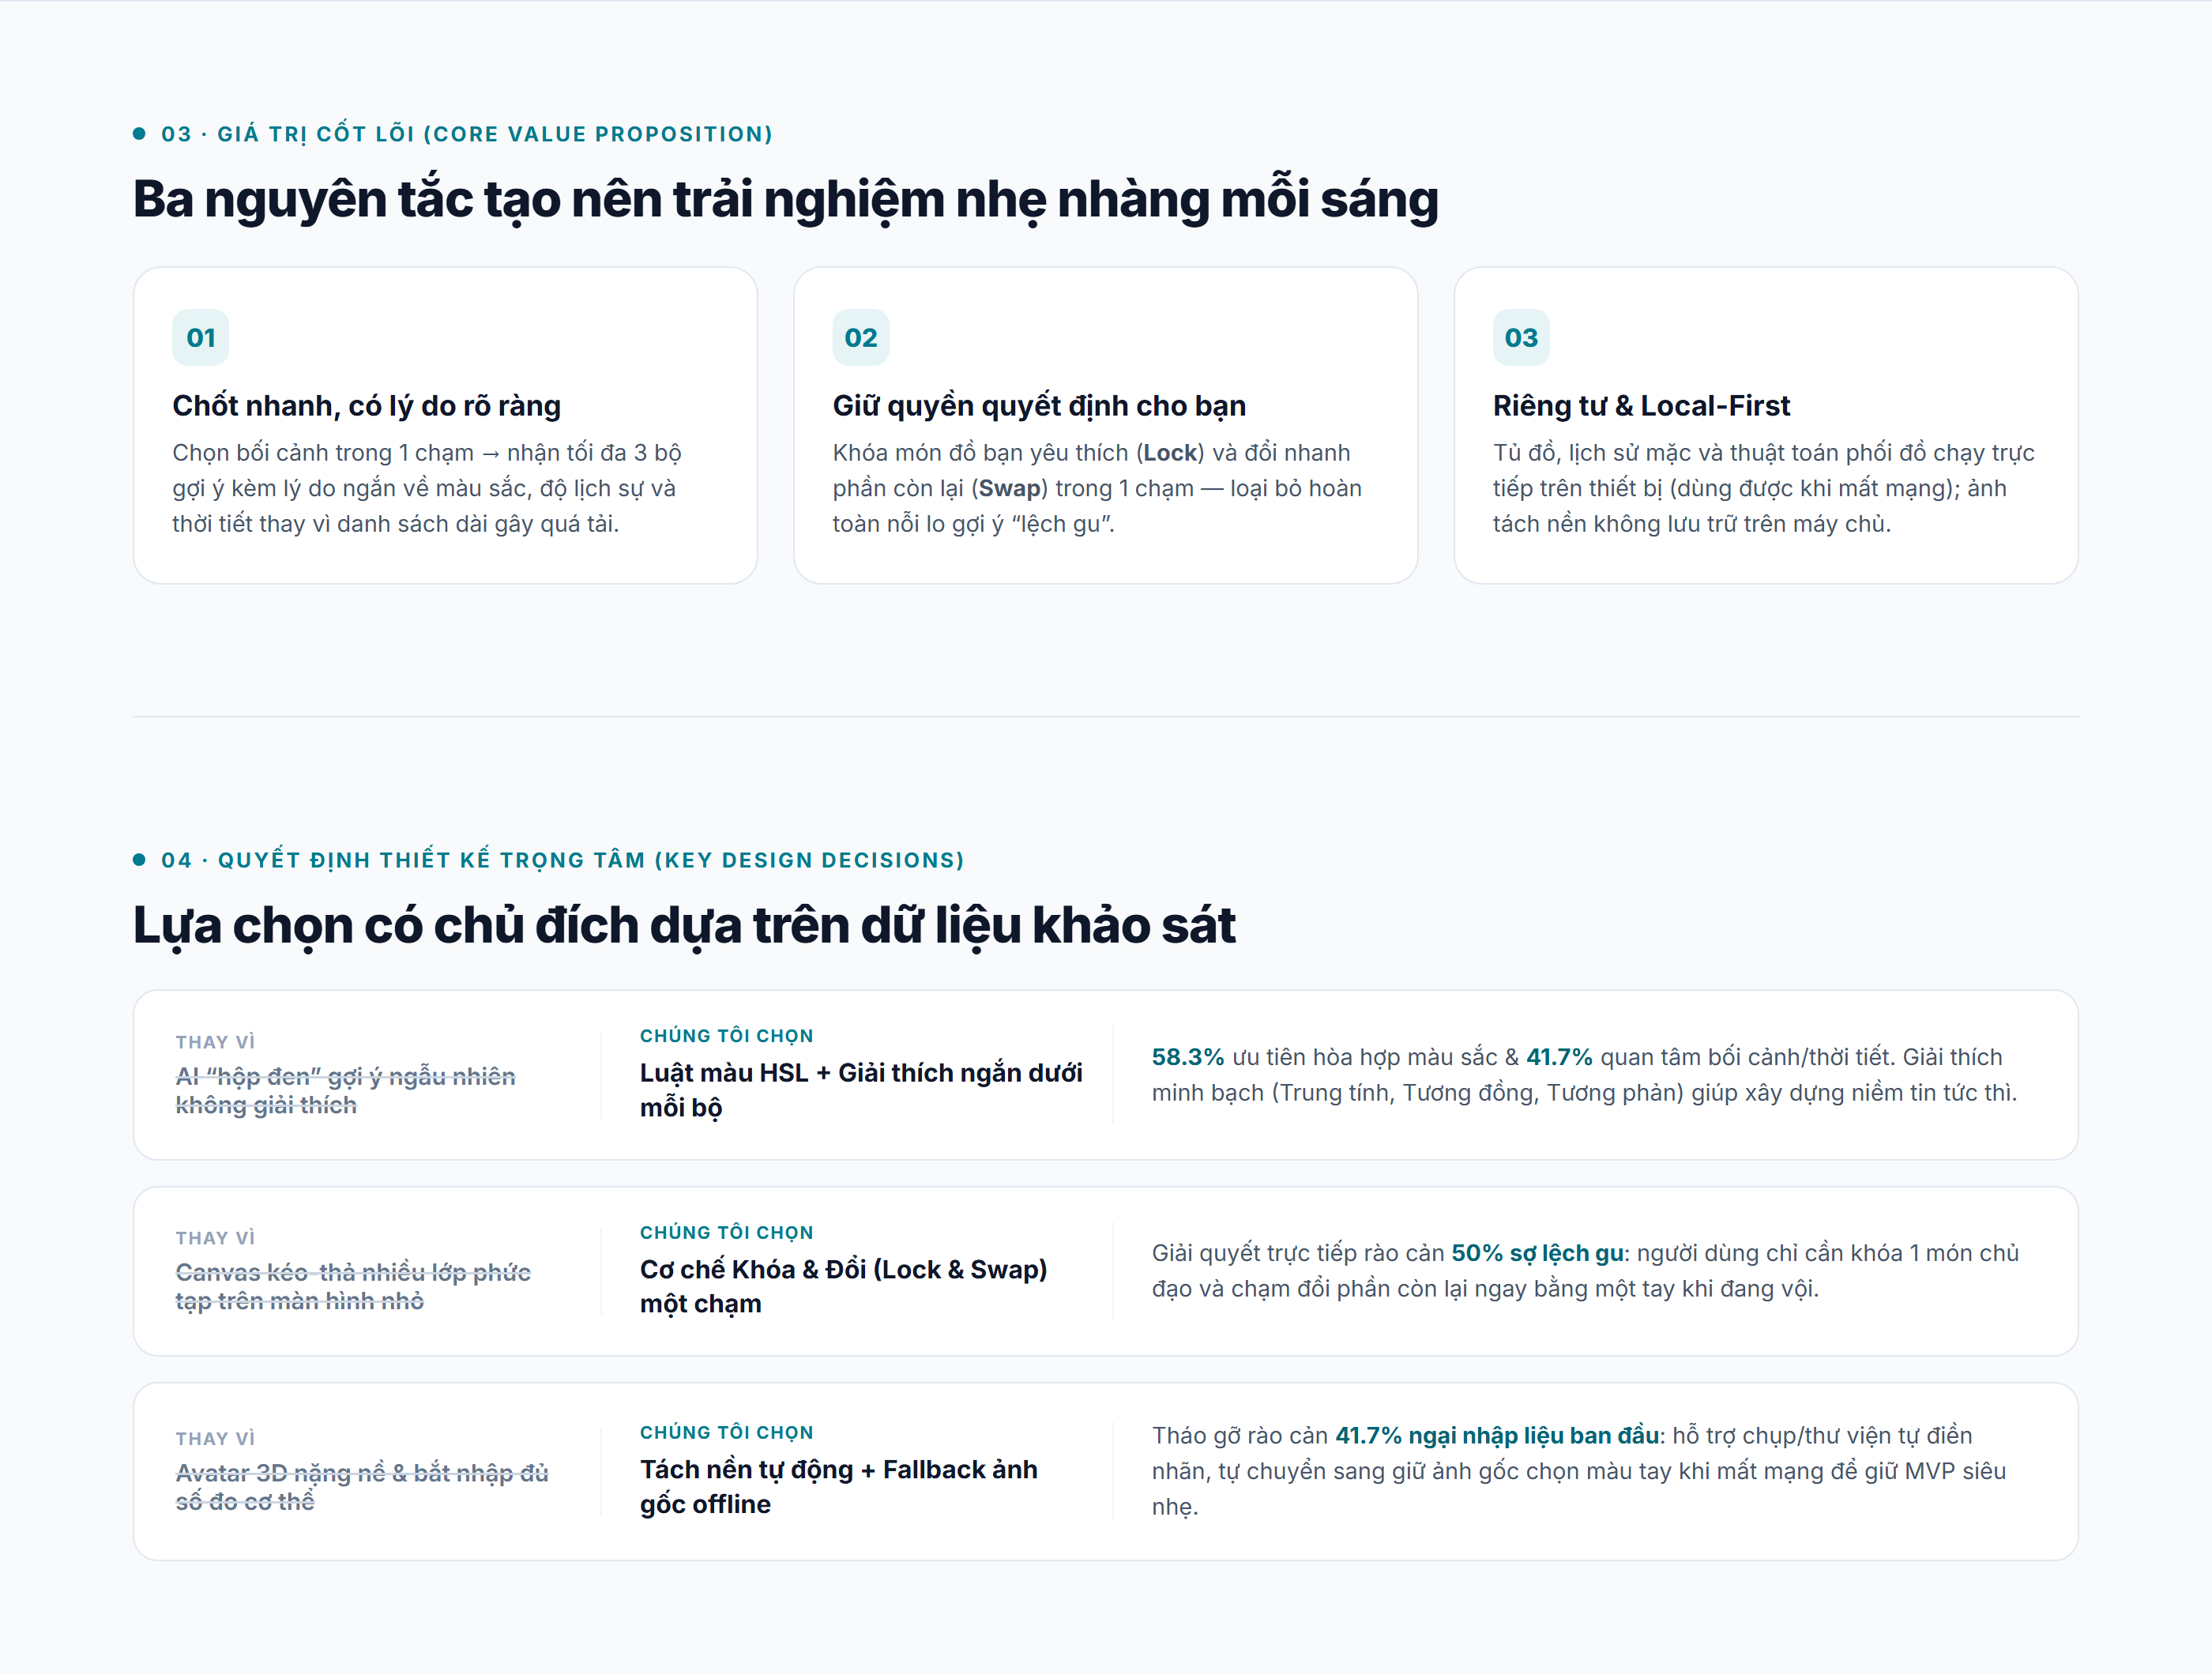 03 · GIÁ TRỊ CỐT LÕI (CORE VALUE PROPOSITION)
Ba nguyên tắc tạo nên trải nghiệm nhẹ nhàng mỗi sáng
01
Chốt nhanh, có lý do rõ ràng
Chọn bối cảnh trong 1 chạm → nhận tối đa 3 bộ
gợi ý kèm lý do ngắn về màu sắc, độ lịch sự và
thời tiết thay vì danh sách dài gây quá tải.
02
Giữ quyền quyết định cho bạn
Khóa món đồ bạn yêu thích (Lock) và đổi nhanh
phần còn lại (Swap) trong 1 chạm — loại bỏ hoàn
toàn nỗi lo gợi ý “lệch gu”.
03
Riêng tư & Local-First
Tủ đồ, lịch sử mặc và thuật toán phối đồ chạy trực
tiếp trên thiết bị (dùng được khi mất mạng); ảnh
tách nền không lưu trữ trên máy chủ.
04 · QUYẾT ĐỊNH THIẾT KẾ TRỌNG TÂM (KEY DESIGN DECISIONS)
Lựa chọn có chủ đích dựa trên dữ liệu khảo sát
THAY VÌ
AI “hộp đen” gợi ý ngẫu nhiên
không giải thích
CHÚNG TÔI CHỌN
Luật màu HSL + Giải thích ngắn dưới
mỗi bộ
58.3% ưu tiên hòa hợp màu sắc & 41.7% quan tâm bối cảnh/thời tiết. Giải thích
minh bạch (Trung tính, Tương đồng, Tương phản) giúp xây dựng niềm tin tức thì.
THAY VÌ
Canvas kéo-thả nhiều lớp phức
tạp trên màn hình nhỏ
CHÚNG TÔI CHỌN
Cơ chế Khóa & Đổi (Lock & Swap)
một chạm
Giải quyết trực tiếp rào cản 50% sợ lệch gu: người dùng chỉ cần khóa 1 món chủ
đạo và chạm đổi phần còn lại ngay bằng một tay khi đang vội.
THAY VÌ
Avatar 3D nặng nề & bắt nhập đủ
số đo cơ thể
CHÚNG TÔI CHỌN
Tách nền tự động + Fallback ảnh
gốc offline
Tháo gỡ rào cản 41.7% ngại nhập liệu ban đầu: hỗ trợ chụp/thư viện tự điền
nhãn, tự chuyển sang giữ ảnh gốc chọn màu tay khi mất mạng để giữ MVP siêu
nhẹ.